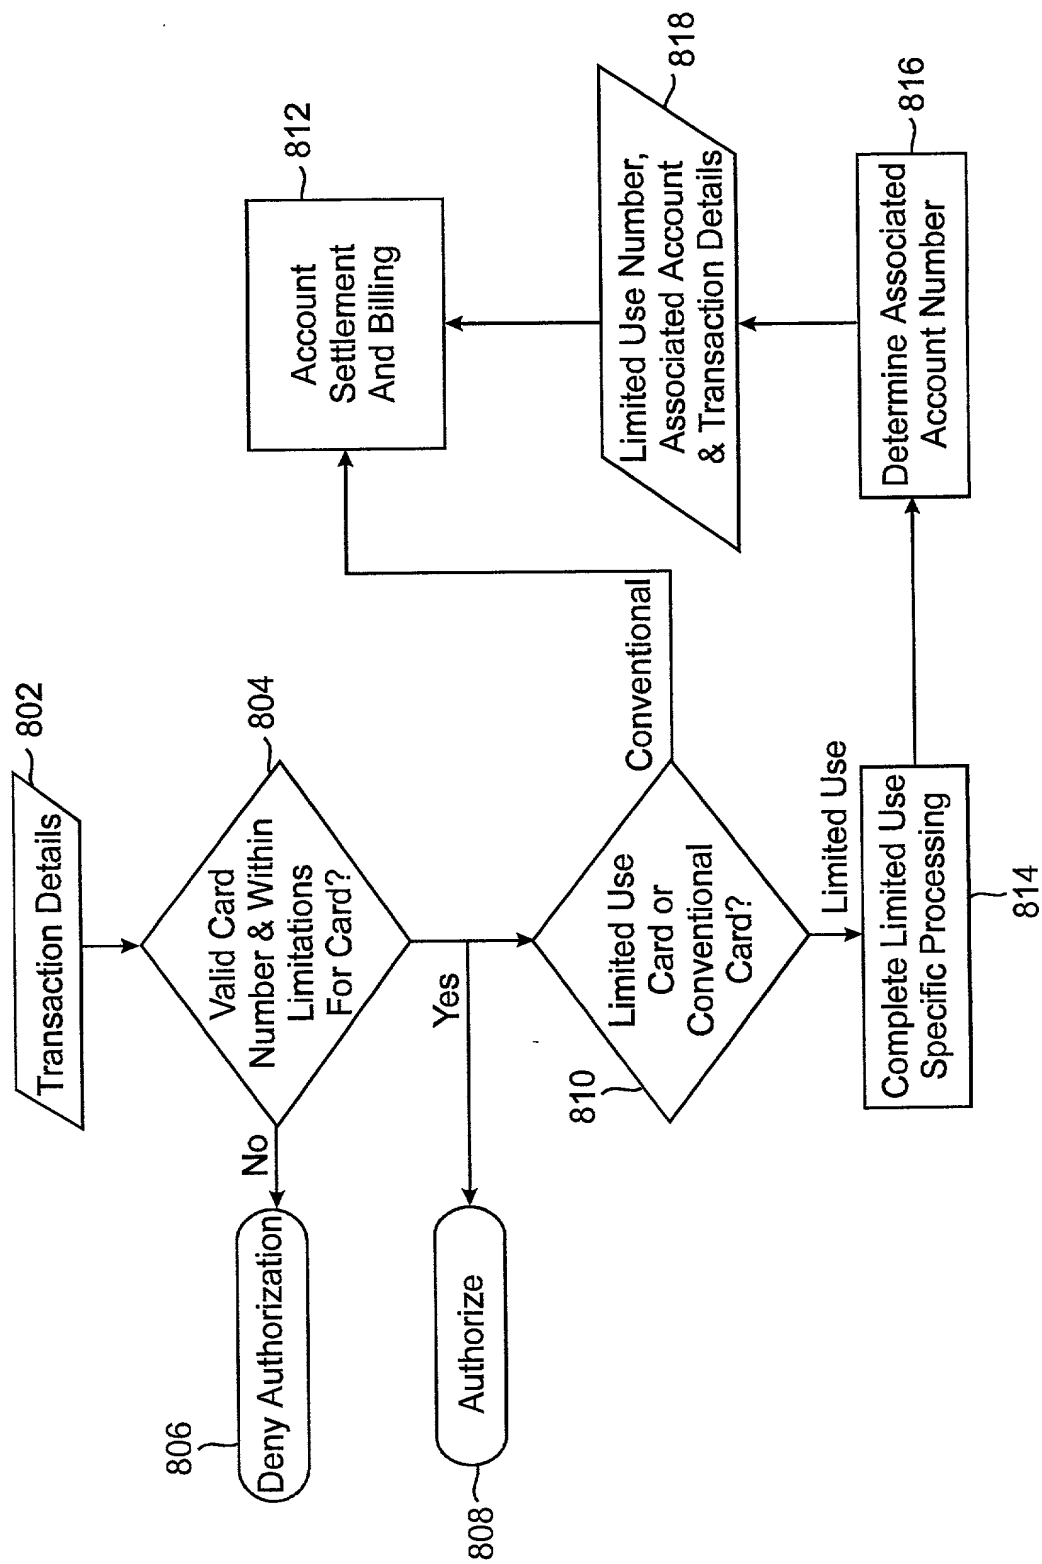 802
Transaction Details
804
Valid Card
Number & Within
Limitations
For Card?
No
806
Deny Authorization
Yes
808
Authorize
810
Limited Use
Card or
Conventional
Card?
Conventional
812
Account
Settlement
And Billing
Limited Use
Complete Limited Use
Specific Processing
814
Determine Associated
Account Number
816
Limited Use Number,
Associated Account
& Transaction Details
818